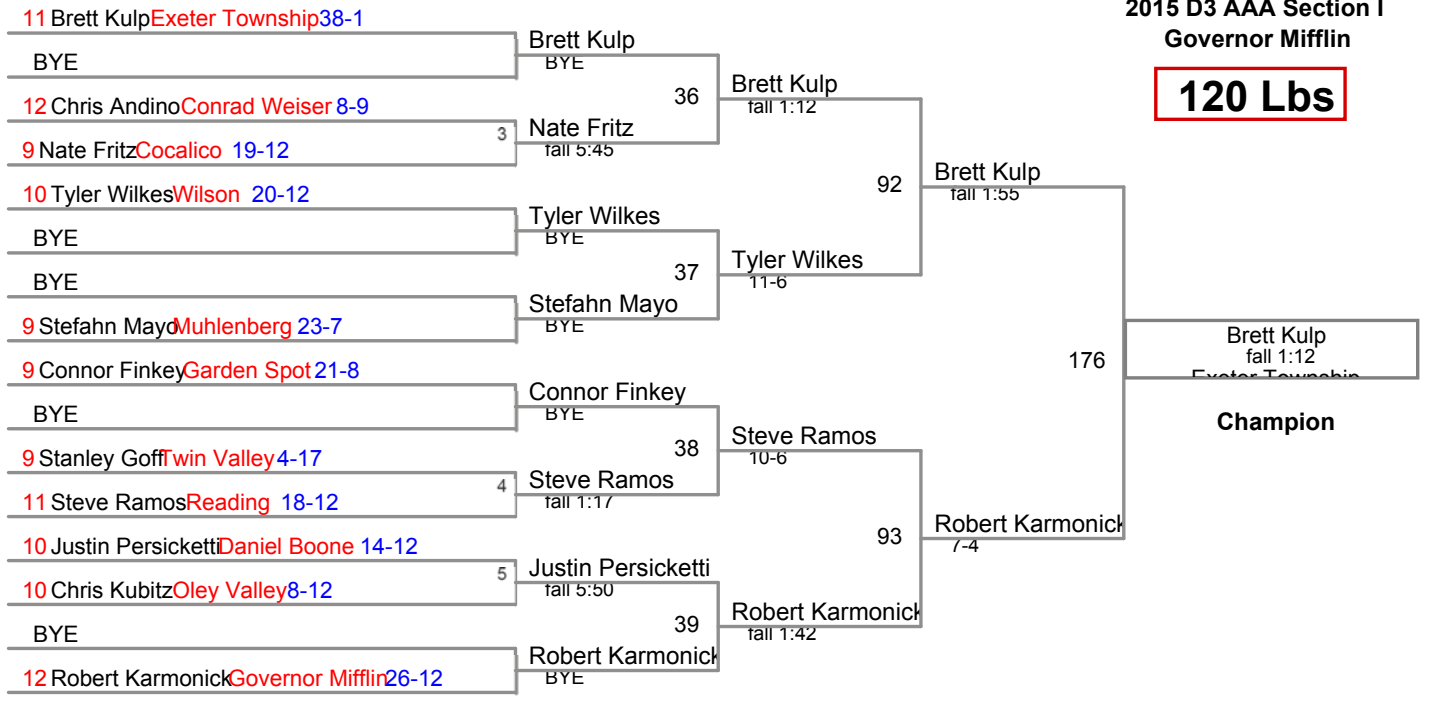 2015 D3 AAA Section I
Governor Mifflin
120 Lbs
11 Brett Kulp Exeter Township 38-1
BYE
12 Chris Andino Conrad Weiser 8-9
9 Nate Fritz Cocalico 19-12
10 Tyler Wilkes Wilson 20-12
BYE
BYE
9 Stefahn Mayo Muhlenberg 23-7
9 Connor Finkey Garden Spot 21-8
BYE
9 Stanley Goff Twin Valley 4-17
11 Steve Ramos Reading 18-12
10 Justin Persicketti Daniel Boone 14-12
10 Chris Kubitz Oley Valley 8-12
BYE
12 Robert Karmonick Governor Mifflin 26-12
Brett Kulp
BYE
3
Nate Fritz
fall 5:45
Tyler Wilkes
BYE
Stefahn Mayo
BYE
Connor Finkey
BYE
4
Steve Ramos
fall 1:17
5
Justin Persicketti
fall 5:50
Robert Karmonick
BYE
36
Brett Kulp
fall 1:12
37
Tyler Wilkes
11-6
38
Steve Ramos
10-6
39
Robert Karmonick
fall 1:42
92
Brett Kulp
fall 1:55
93
Robert Karmonick
7-4
176
Brett Kulp
fall 1:12
Exeter Township
Champion